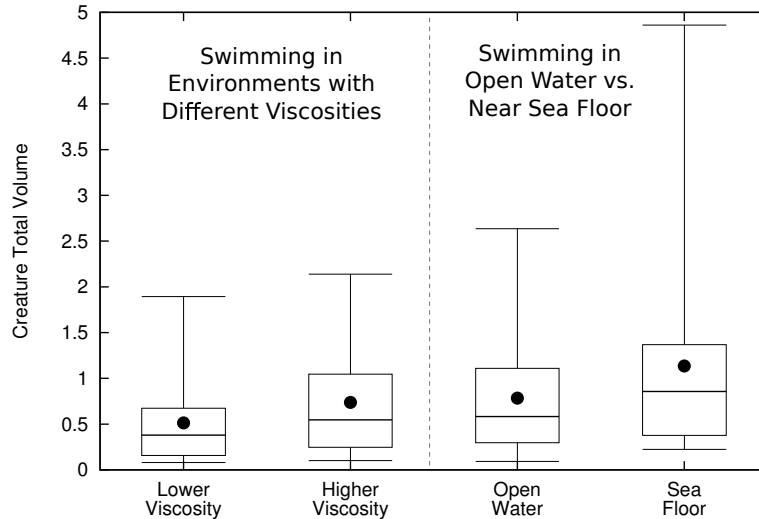 Swimming in
Environments with
Different Viscosities
Swimming in
Open Water vs.
Near Sea Floor
Creature Total Volume
5
4.5
4
3.5
3
2.5
2
1.5
1
0.5
0
Lower
Viscosity
Higher
Viscosity
Open
Water
Sea
Floor